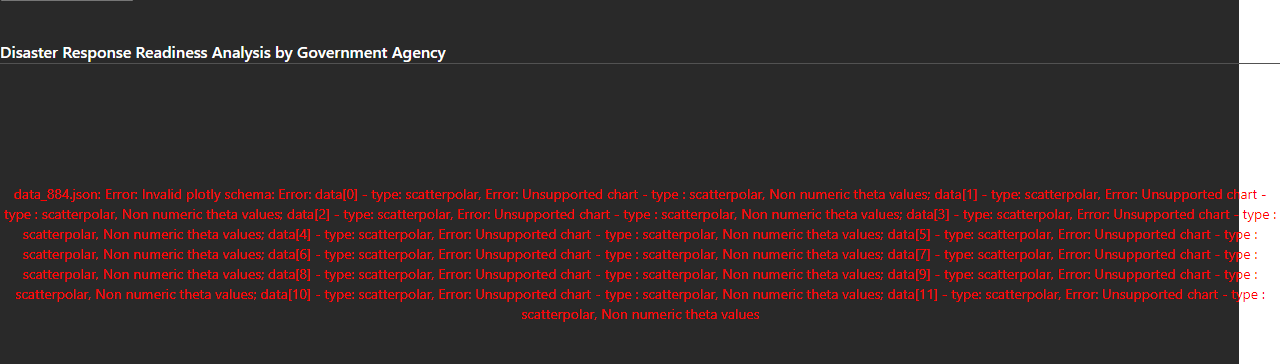 Disaster Response Readiness Analysis by Government Agency
data_884.json: Error: Invalid plotly schema: Error: data[0] - type: scatterpolar, Error: Unsupported chart - type : scatterpolar, Non numeric theta values; data[1] - type: scatterpolar, Error: Unsupported chart -
type : scatterpolar, Non numeric theta values; data[2] - type: scatterpolar, Error: Unsupported chart - type : scatterpolar, Non numeric theta values; data[3] - type: scatterpolar, Error: Unsupported chart - type :
scatterpolar, Non numeric theta values; data[4] - type: scatterpolar, Error: Unsupported chart - type : scatterpolar, Non numeric theta values; data[5] - type: scatterpolar, Error: Unsupported chart - type :
scatterpolar, Non numeric theta values; data[6] - type: scatterpolar, Error: Unsupported chart - type : scatterpolar, Non numeric theta values; data[7] - type: scatterpolar, Error: Unsupported chart - type :
scatterpolar, Non numeric theta values; data[8] - type: scatterpolar, Error: Unsupported chart - type : scatterpolar, Non numeric theta values; data[9] - type: scatterpolar, Error: Unsupported chart - type :
scatterpolar, Non numeric theta values; data[10] - type: scatterpolar, Error: Unsupported chart - type : scatterpolar, Non numeric theta values; data[11] - type: scatterpolar, Error: Unsupported chart - type :
scatterpolar, Non numeric theta values